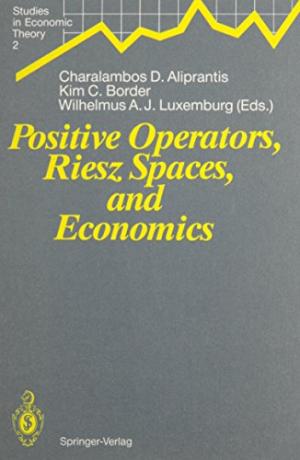 Studies
in Economic
Theory
2
Charalambos D. Aliprantis
Kim C. Border
Wilhelmus A. J. Luxemburg (Eds.)
Positive Operators,
Riesz Spaces,
and
Economics
Springer-Verlag